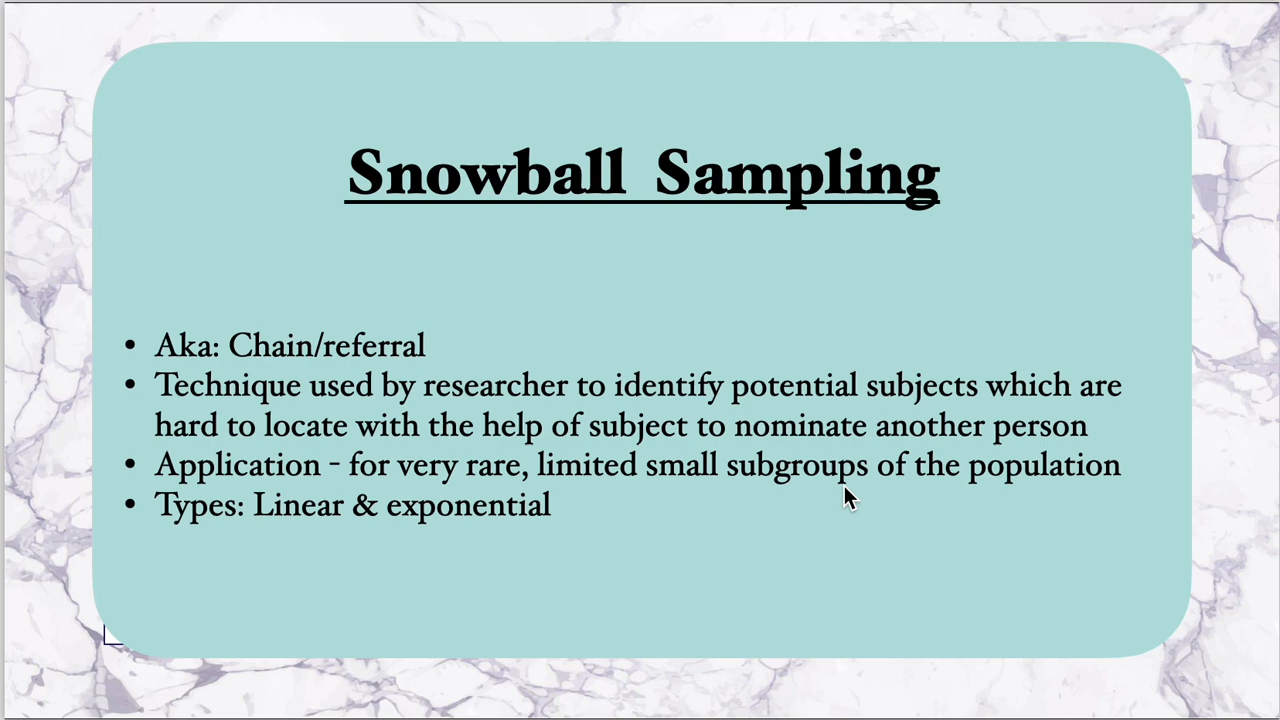 Snowball Sampling
• Aka: Chain/referral
• Technique used by researcher to identify potential subjects which are
hard to locate with the help of subject to nominate another person
• Application - for very rare, limited small subgroups of the population
• Types: Linear & exponential